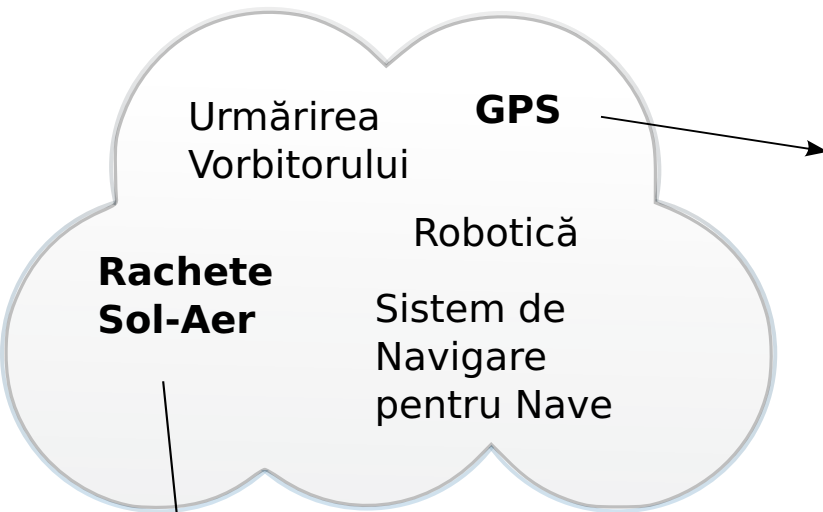 Urmărirea
Vorbitorului
GPS
Robotică
Rachete
Sol-Aer
Sistem de
Navigare
pentru Nave